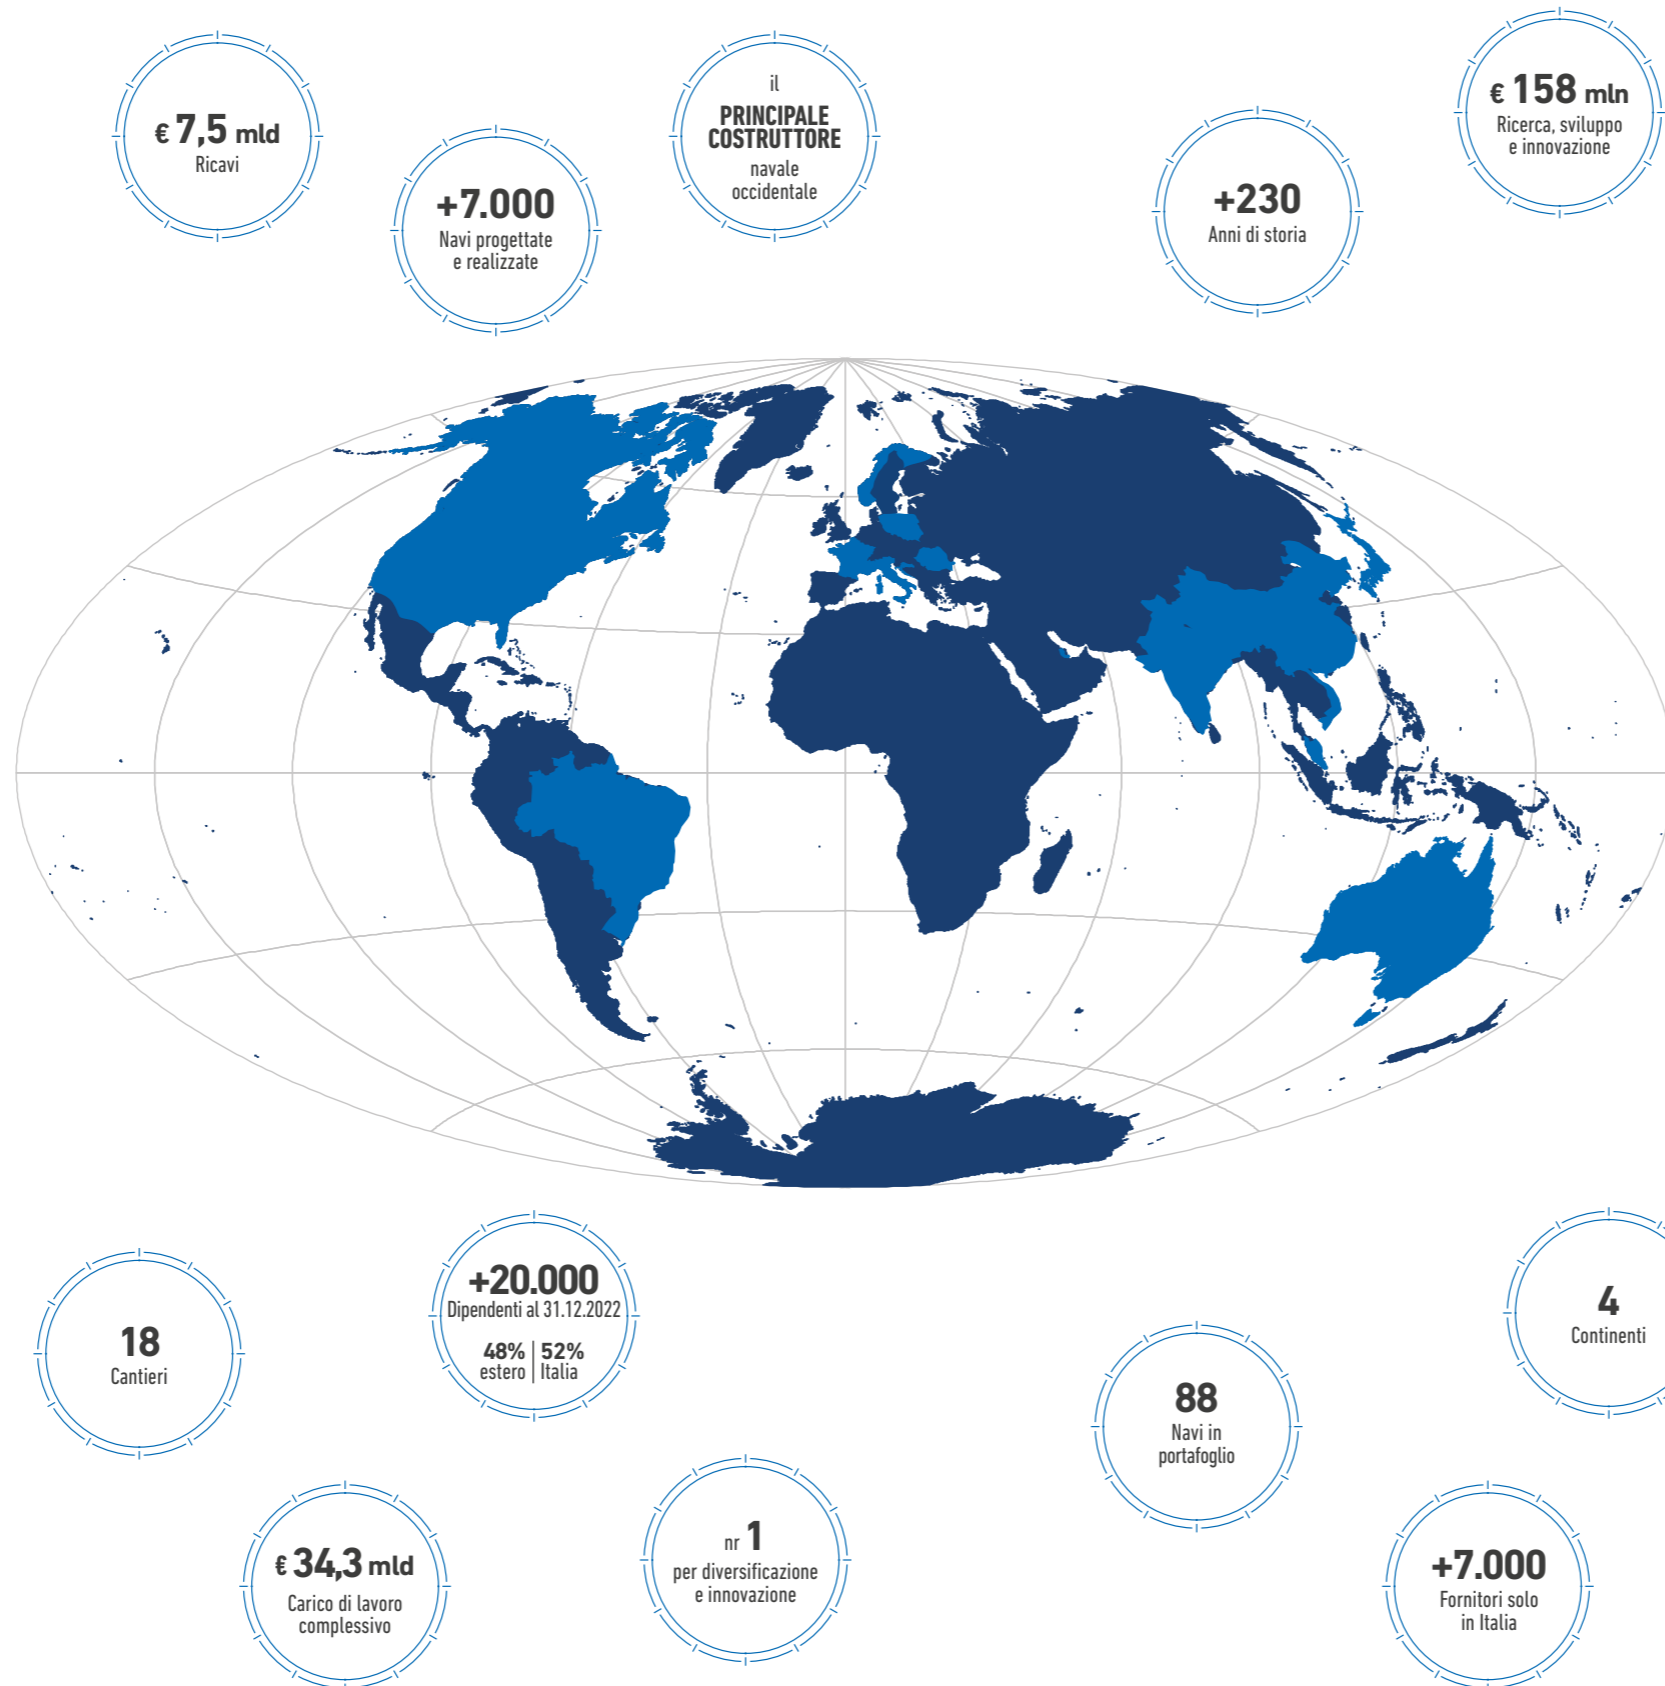 € 7,5 mld
Ricavi
+7.000
Navi progettate
e realizzate
il
PRINCIPALE
COSTRUTTORE
navale
occidentale
+230
Anni di storia
€ 158 mln
Ricerca, sviluppo
e innovazione
18
Cantieri
+20.000
Dipendenti al 31.12.2022
48% | 52%
estero | Italia
88
Navi in
portafoglio
4
Continenti
€ 34,3 mld
Carico di lavoro
complessivo
nr 1
per diversificazione
e innovazione
+7.000
Fornitori solo
in Italia